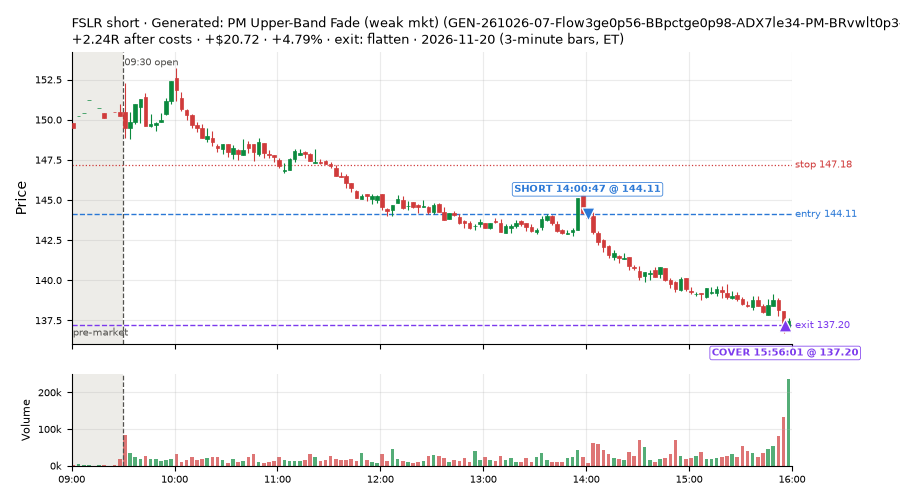 FSLR short · Generated: PM Upper-Band Fade (weak mkt) (GEN-261026-07-Flow3ge0p56-BBpctge0p98-ADX7le34-PM-BRvwlt0p3-
+2.24R after costs · +$20.72 · +4.79% · exit: flatten · 2026-11-20 (3-minute bars, ET)
09:30 open
152.5
150.0
147.5
145.0
142.5
140.0
137.5
Price
stop 147.18
SHORT 14:00:47 @ 144.11
entry 144.11
exit 137.20
pre-market
COVER 15:56:01 @ 137.20
200k
100k
0k
Volume
09:00
10:00
11:00
12:00
13:00
14:00
15:00
16:00